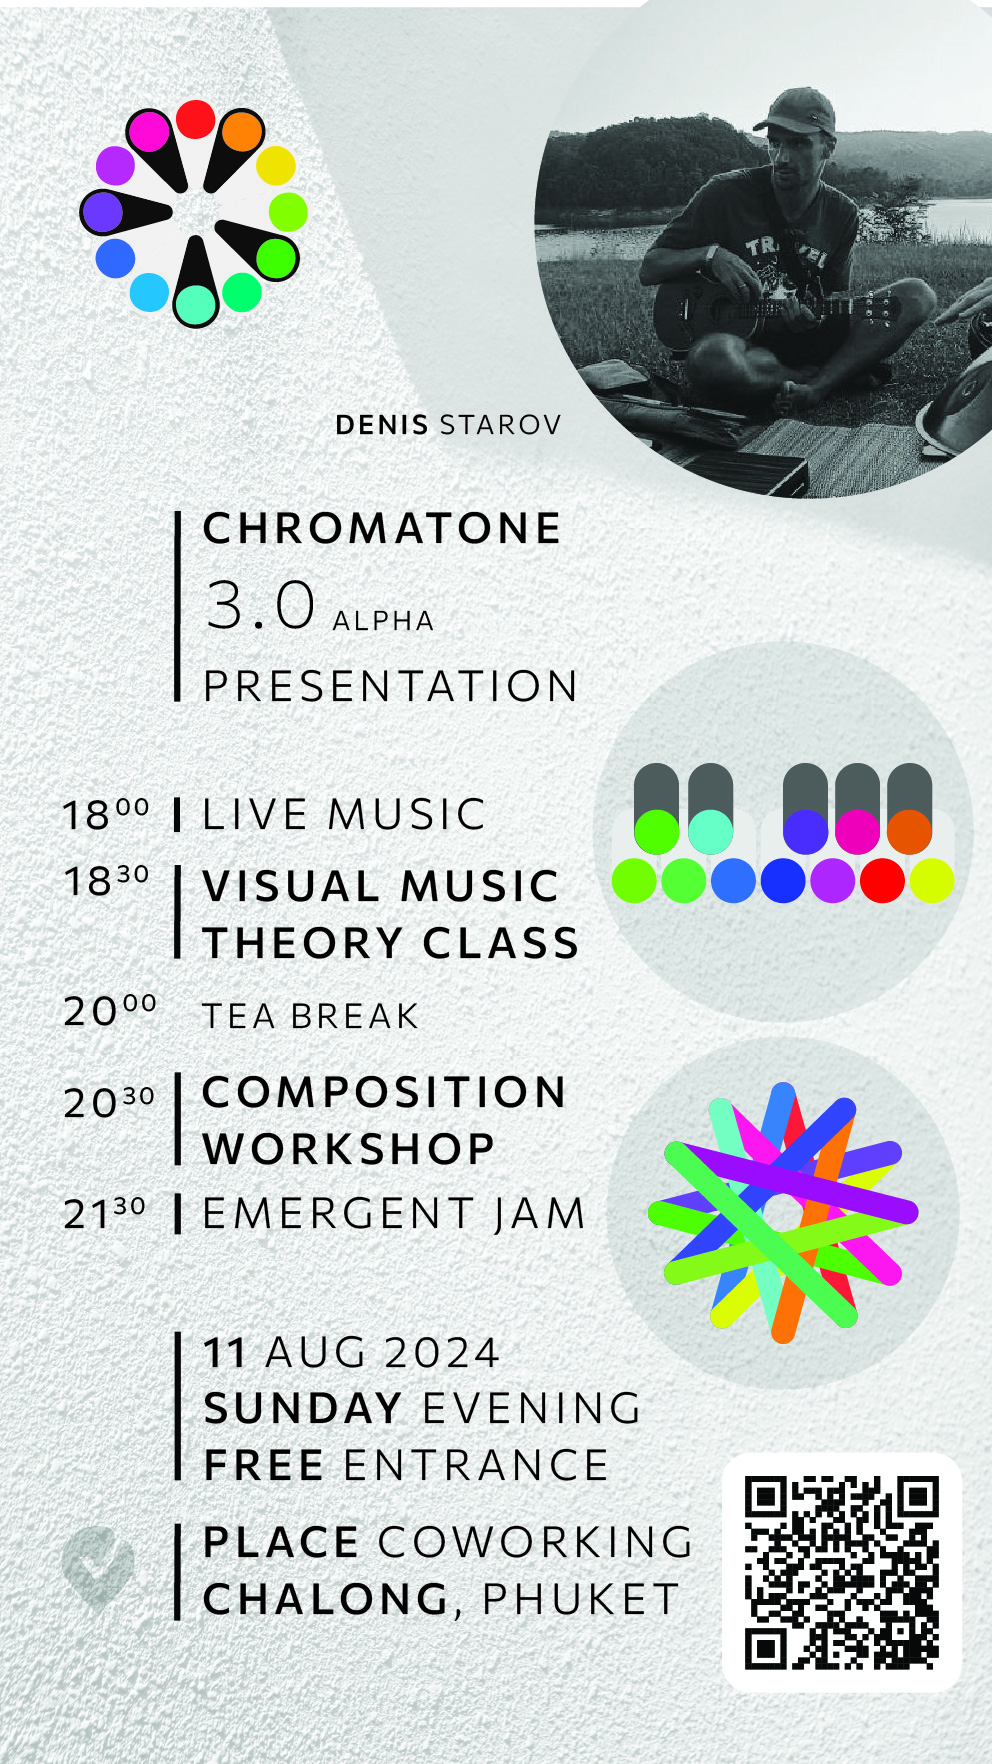 TRAVEL
DENIS STAROV
CHROMATONE
3.0 ALPHA
PRESENTATION
18⁰⁰ LIVE MUSIC
18³⁰ VISUAL MUSIC
THEORY CLASS
20⁰⁰ TEA BREAK
20³⁰ COMPOSITION
WORKSHOP
21³⁰ EMERGENT JAM
11 AUG 2024
SUNDAY EVENING
FREE ENTRANCE
PLACE COWORKING
CHALONG, PHUKET